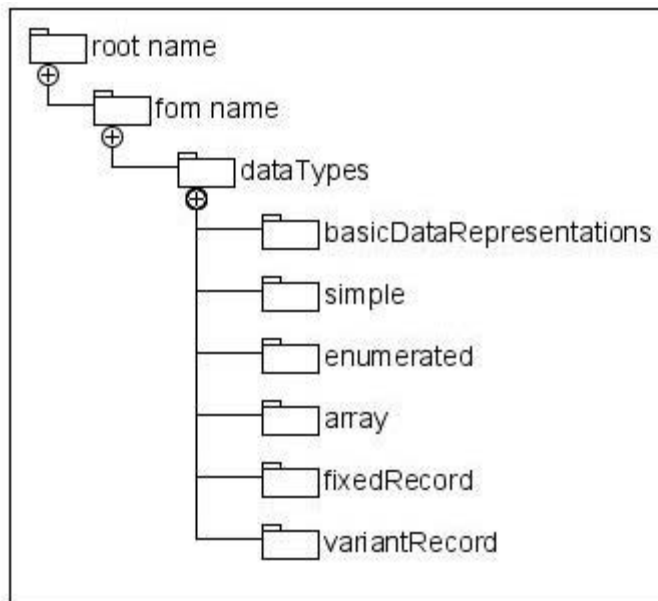 root name
fom name
dataTypes
basicDataRepresentations
simple
enumerated
array
fixedRecord
variantRecord